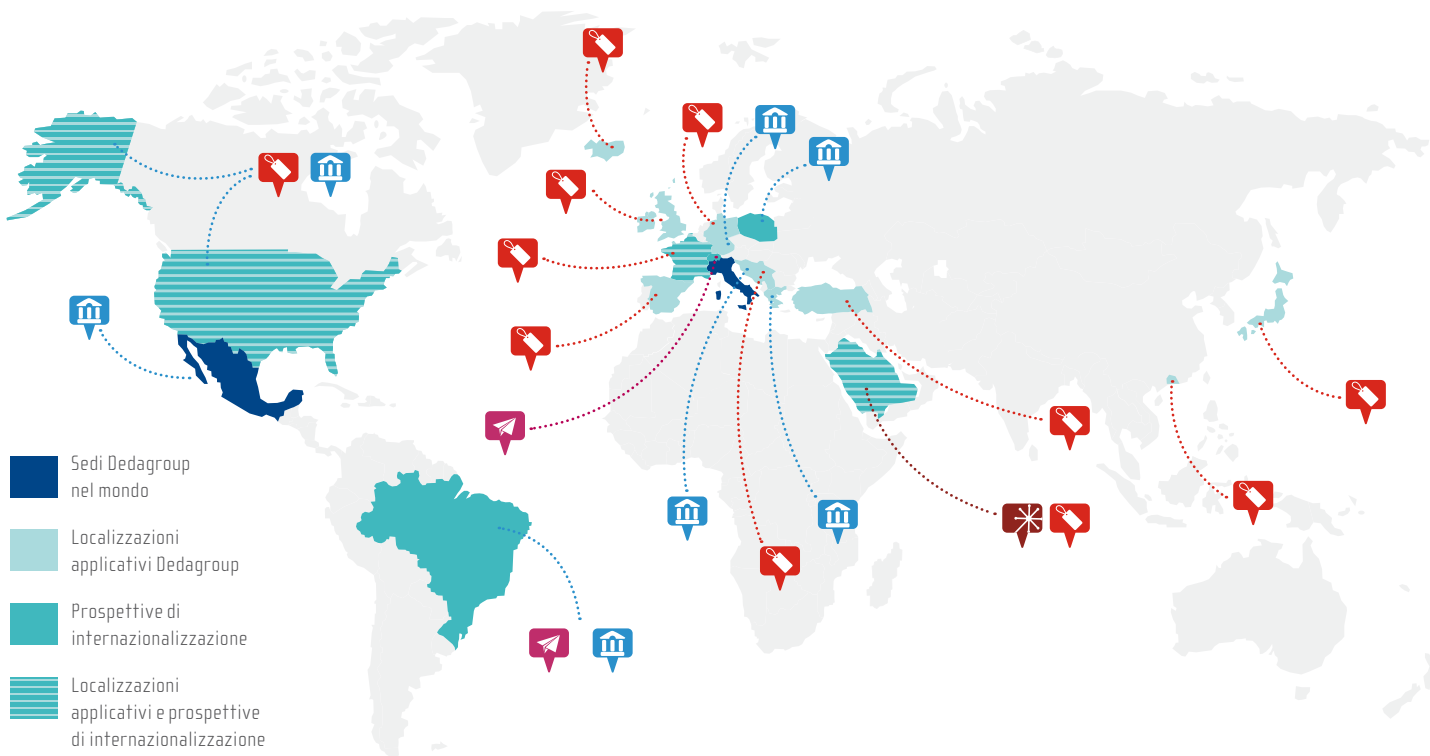 Sedi Dedagroup
nel mondo
Localizzazioni
applicativi Dedagroup
Prospettive di
internazionalizzazione
Localizzazioni
applicativi e prospettive
di internazionalizzazione